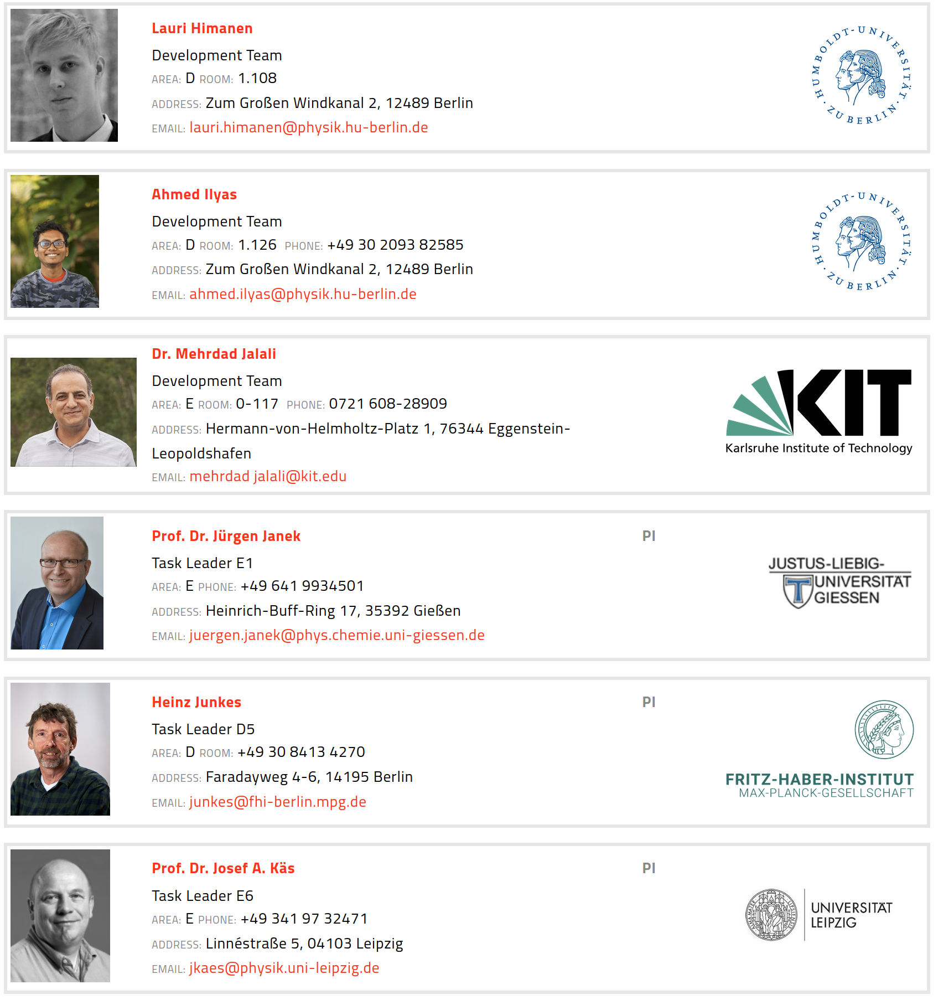 Lauri Himanen
Development Team
AREA: D ROOM: 1.108
ADDRESS: Zum Großen Windkanal 2, 12489 Berlin
EMAIL: lauri.himanen@physik.hu-berlin.de
HUMBOLDT-UNIVERSITÄT · ZU BERLIN ·
Ahmed Ilyas
Development Team
AREA: D ROOM: 1.126 PHONE: +49 30 2093 82585
ADDRESS: Zum Großen Windkanal 2, 12489 Berlin
EMAIL: ahmed.ilyas@physik.hu-berlin.de
HUMBOLDT-UNIVERSITÄT · ZU BERLIN ·
Dr. Mehrdad Jalali
Development Team
AREA: E ROOM: 0-117 PHONE: 0721 608-28909
ADDRESS: Hermann-von-Helmholtz-Platz 1, 76344 Eggenstein-
Leopoldshafen
EMAIL: mehrdad jalali@kit.edu
KIT
Karlsruhe Institute of Technology
Prof. Dr. Jürgen Janek
PI
Task Leader E1
AREA: E PHONE: +49 641 9934501
ADDRESS: Heinrich-Buff-Ring 17, 35392 Gießen
EMAIL: juergen.janek@phys.chemie.uni-giessen.de
JUSTUS-LIEBIG-
UNIVERSITÄT
GIESSEN
Heinz Junkes
PI
Task Leader D5
AREA: D ROOM: +49 30 8413 4270
ADDRESS: Faradayweg 4-6, 14195 Berlin
EMAIL: junkes@fhi-berlin.mpg.de
FRITZ-HABER-INSTITUT
MAX-PLANCK-GESELLSCHAFT
Prof. Dr. Josef A. Käs
PI
Task Leader E6
AREA: E PHONE: +49 341 97 32471
ADDRESS: Linnéstraße 5, 04103 Leipzig
EMAIL: jkaes@physik.uni-leipzig.de
ALMA MATER LIPSIENSIS
UNIVERSITÄT
LEIPZIG